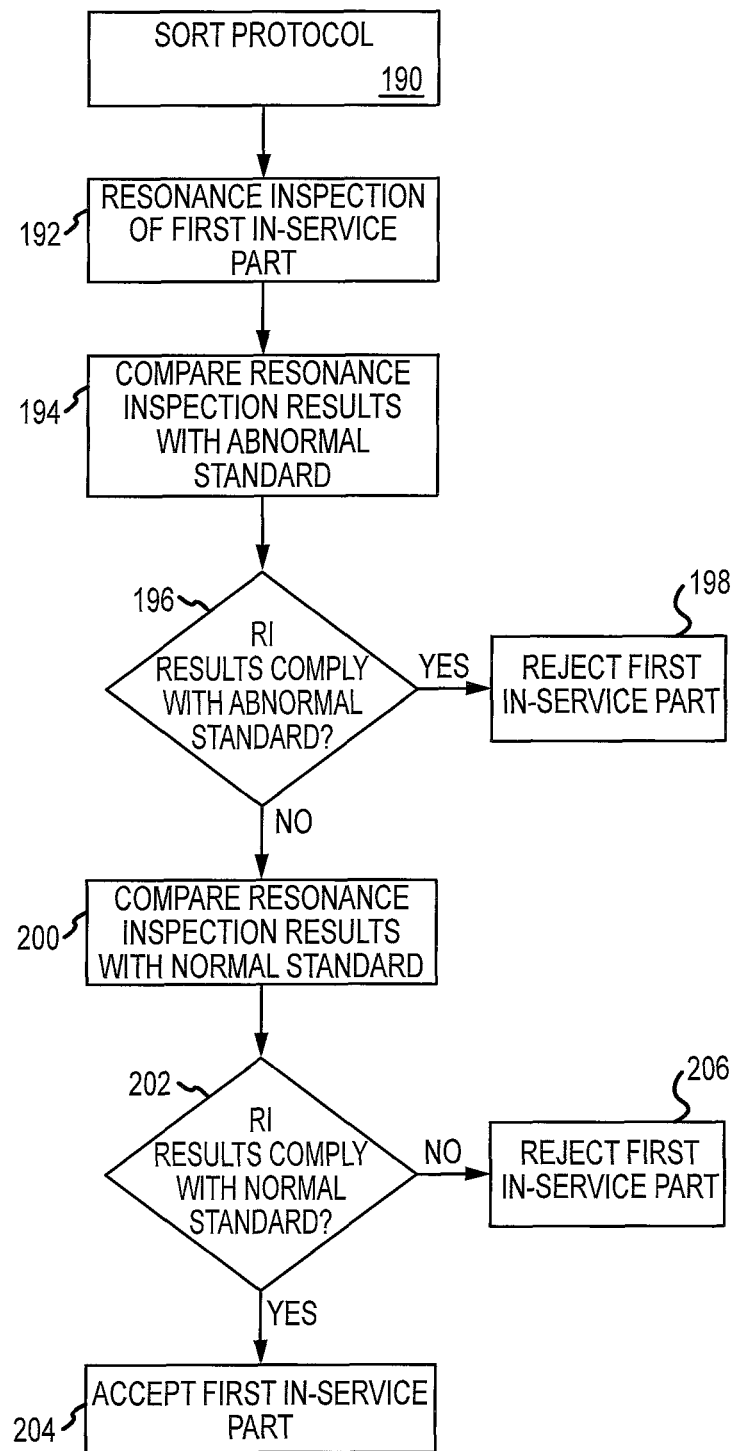 SORT PROTOCOL
190
192
RESONANCE INSPECTION
OF FIRST IN-SERVICE
PART
194
COMPARE RESONANCE
INSPECTION RESULTS
WITH ABNORMAL
STANDARD
196
RI
RESULTS COMPLY
WITH ABNORMAL
STANDARD?
YES
198
REJECT FIRST
IN-SERVICE PART
NO
200
COMPARE RESONANCE
INSPECTION RESULTS
WITH NORMAL STANDARD
202
RI
RESULTS COMPLY
WITH NORMAL
STANDARD?
NO
206
REJECT FIRST
IN-SERVICE PART
YES
204
ACCEPT FIRST IN-SERVICE
PART